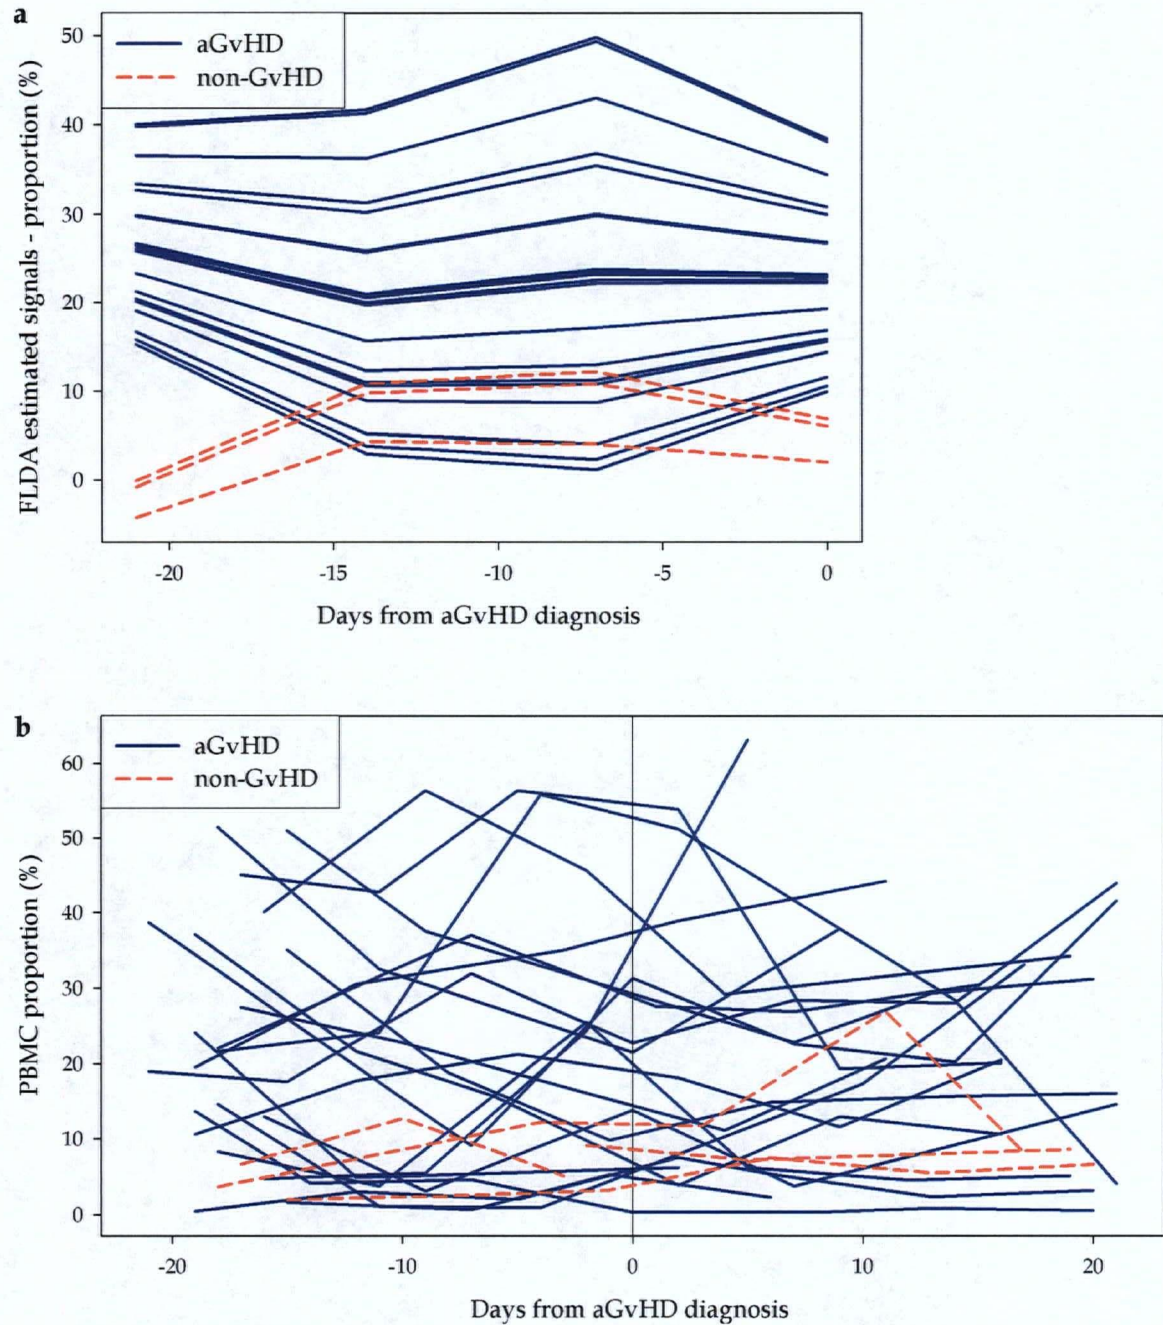 a
aGvHD
non-GvHD
FLDA estimated signals - proportion (%)
50
40
30
20
10
0
-20 -15 -10 -5 0
Days from aGvHD diagnosis
b
aGvHD
non-GvHD
PBMC proportion (%)
60
50
40
30
20
10
0
-20 -10 0 10 20
Days from aGvHD diagnosis